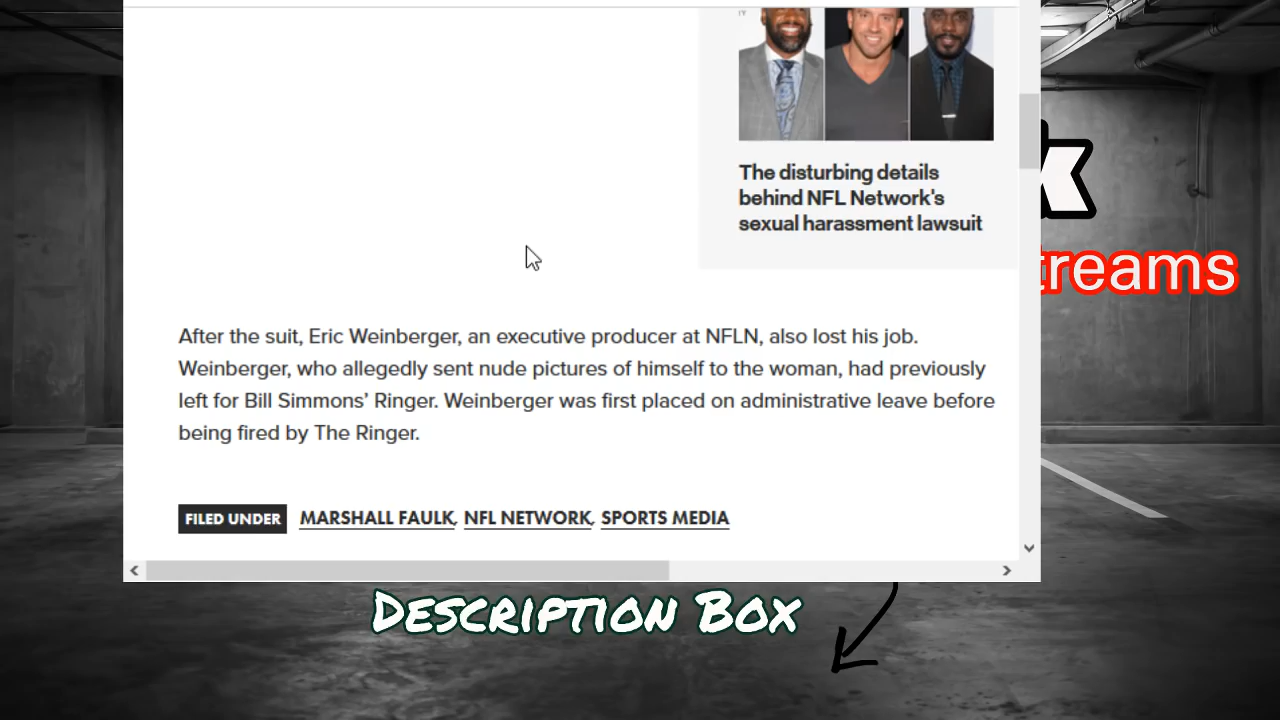 The disturbing details
behind NFL Network's
sexual harassment lawsuit
k
treams
After the suit, Eric Weinberger, an executive producer at NFLN, also lost his job.
Weinberger, who allegedly sent nude pictures of himself to the woman, had previously
left for Bill Simmons’ Ringer. Weinberger was first placed on administrative leave before
being fired by The Ringer.
FILED UNDER MARSHALL FAULK, NFL NETWORK, SPORTS MEDIA
Description Box